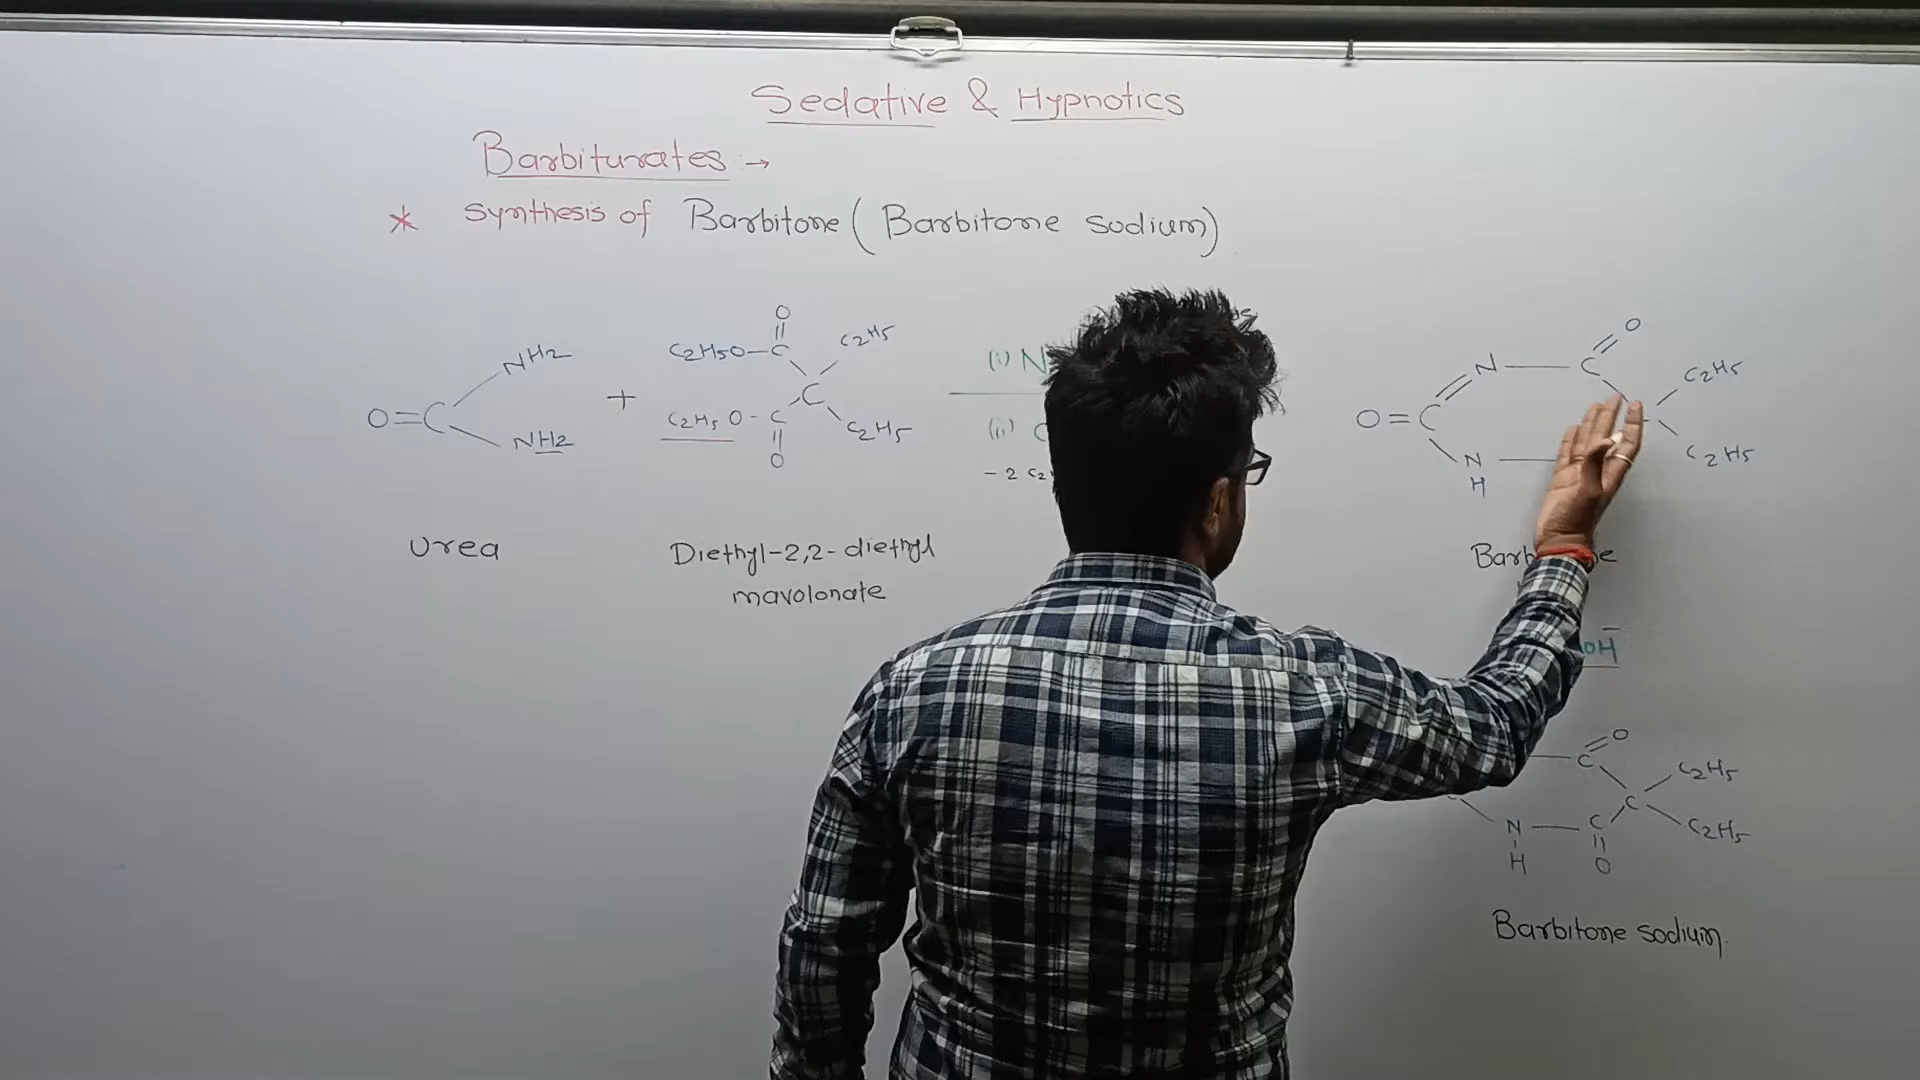 Sedative & Hypnotics
Barbiturates :→
* Synthesis of Barbitone ( Barbitone sodium)
O=C
NH2
NH2
+
C2H5O-C
O
C2H5
C
C2H5 O-C
O
C2H5
(i) N
(ii) C
- 2 C2
O=C
N
C
O
C2H5
C2H5
N
H
Urea
Diethyl-2,2-diethyl
mavolonate
OH
C=O
C
C2H5
C2H5
N
H
C
O
Barbitone sodium.